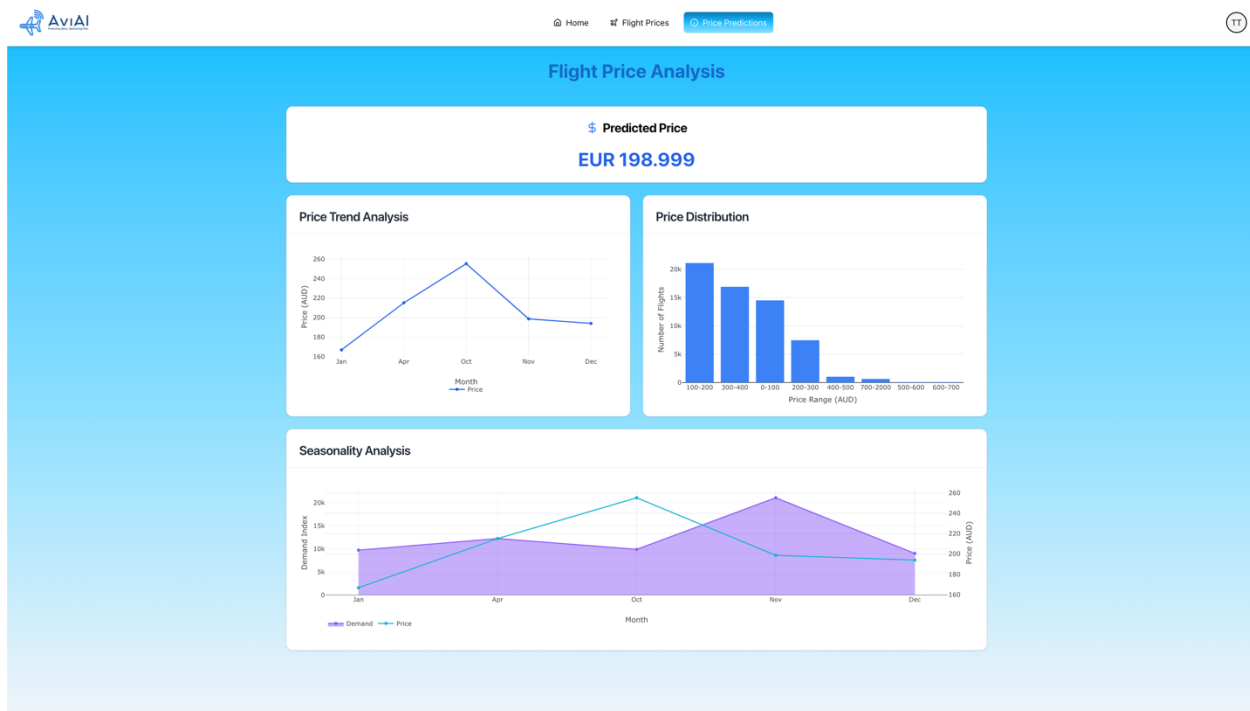 AviAI
Home
Flight Prices
Price Predictions
TT
Flight Price Analysis
$ Predicted Price
EUR 198.999
Price Trend Analysis
260
240
220
200
180
160
Price (AUD)
Jan
Apr
Oct
Nov
Dec
Month
Price
Price Distribution
20k
15k
10k
5k
0
Number of Flights
100-200
300-400
0-100
200-300
400-500
700-2000
500-600
600-700
Price Range (AUD)
Seasonality Analysis
20k
15k
10k
5k
0
Demand Index
260
240
220
200
180
160
Price (AUD)
Jan
Apr
Oct
Nov
Dec
Month
Demand
Price